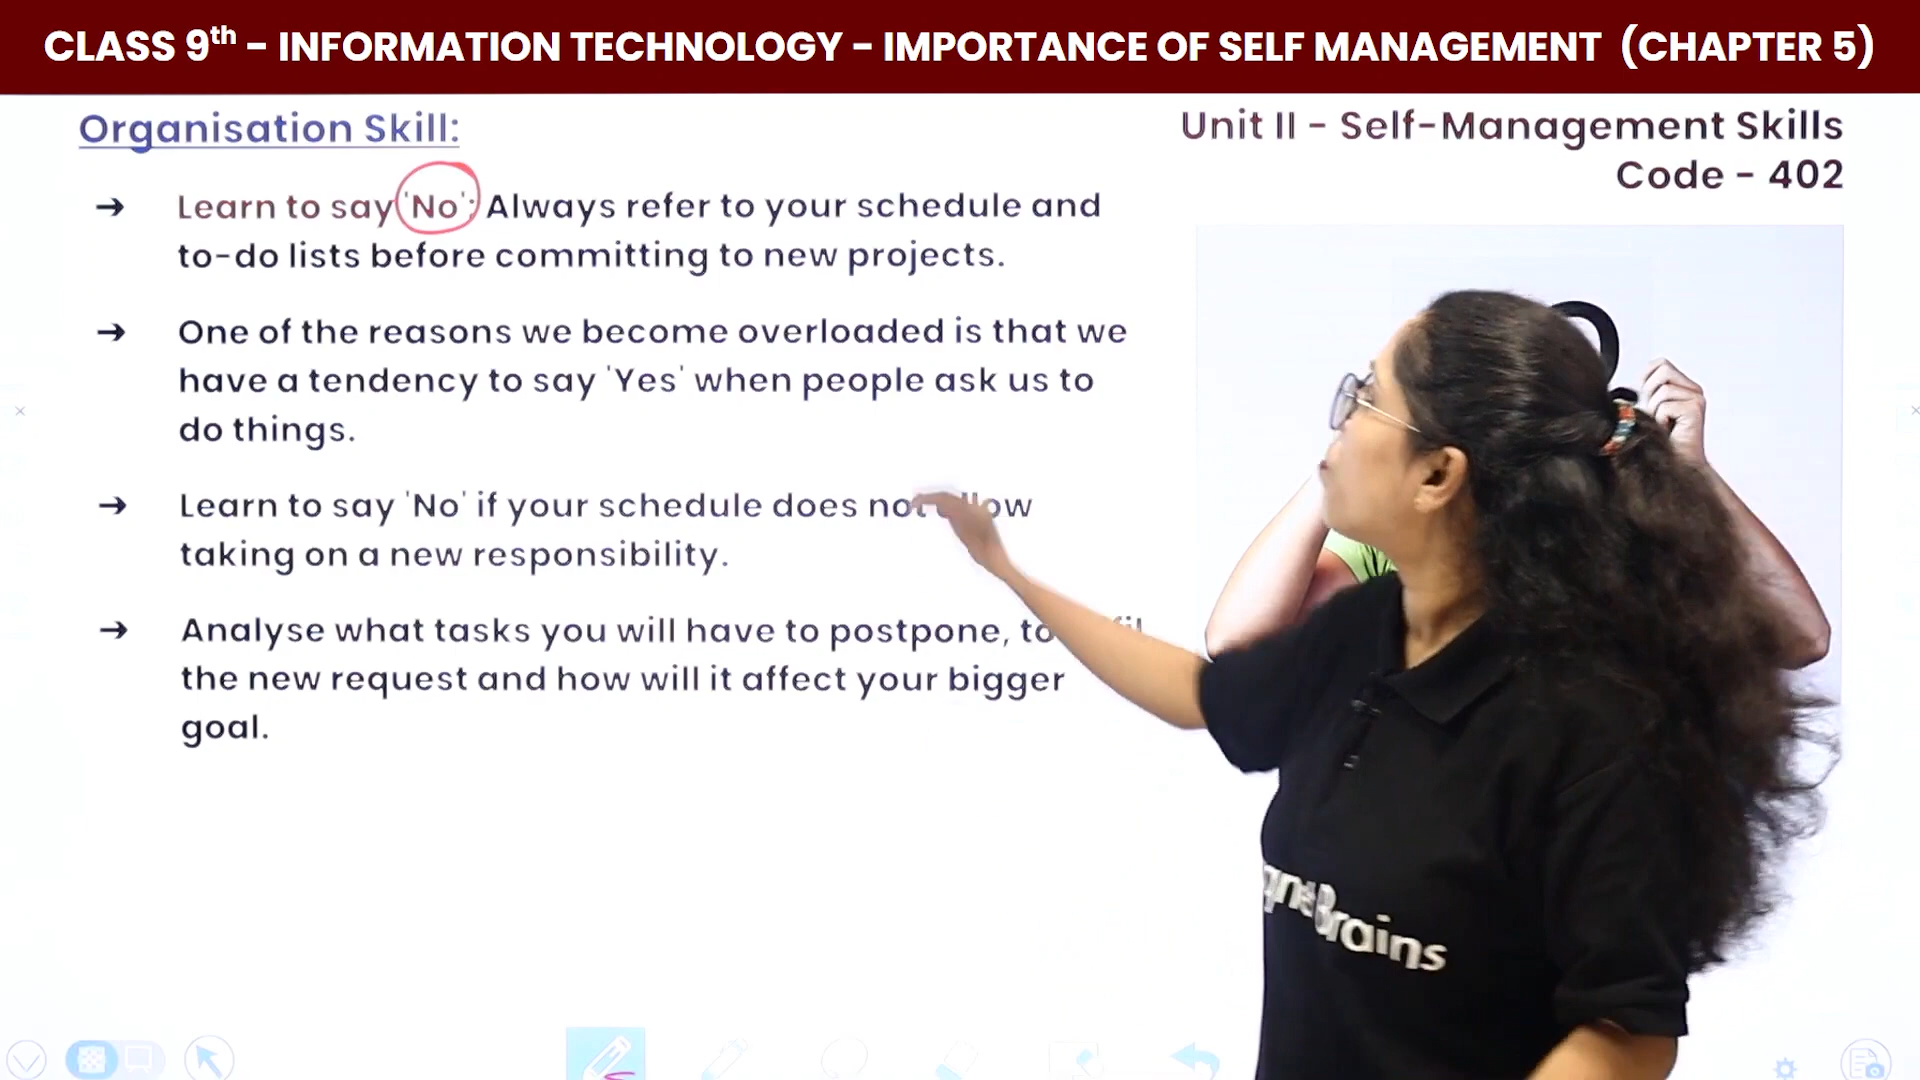 CLASS 9th – INFORMATION TECHNOLOGY – IMPORTANCE OF SELF MANAGEMENT (CHAPTER 5)
Organisation Skill:
Unit II - Self-Management Skills
Code - 402
→ Learn to say 'No': Always refer to your schedule and
to-do lists before committing to new projects.
→ One of the reasons we become overloaded is that we
have a tendency to say 'Yes' when people ask us to
do things.
→ Learn to say 'No' if your schedule does not allow
taking on a new responsibility.
→ Analyse what tasks you will have to postpone, to
the new request and how will it affect your bigger
goal.
Brains